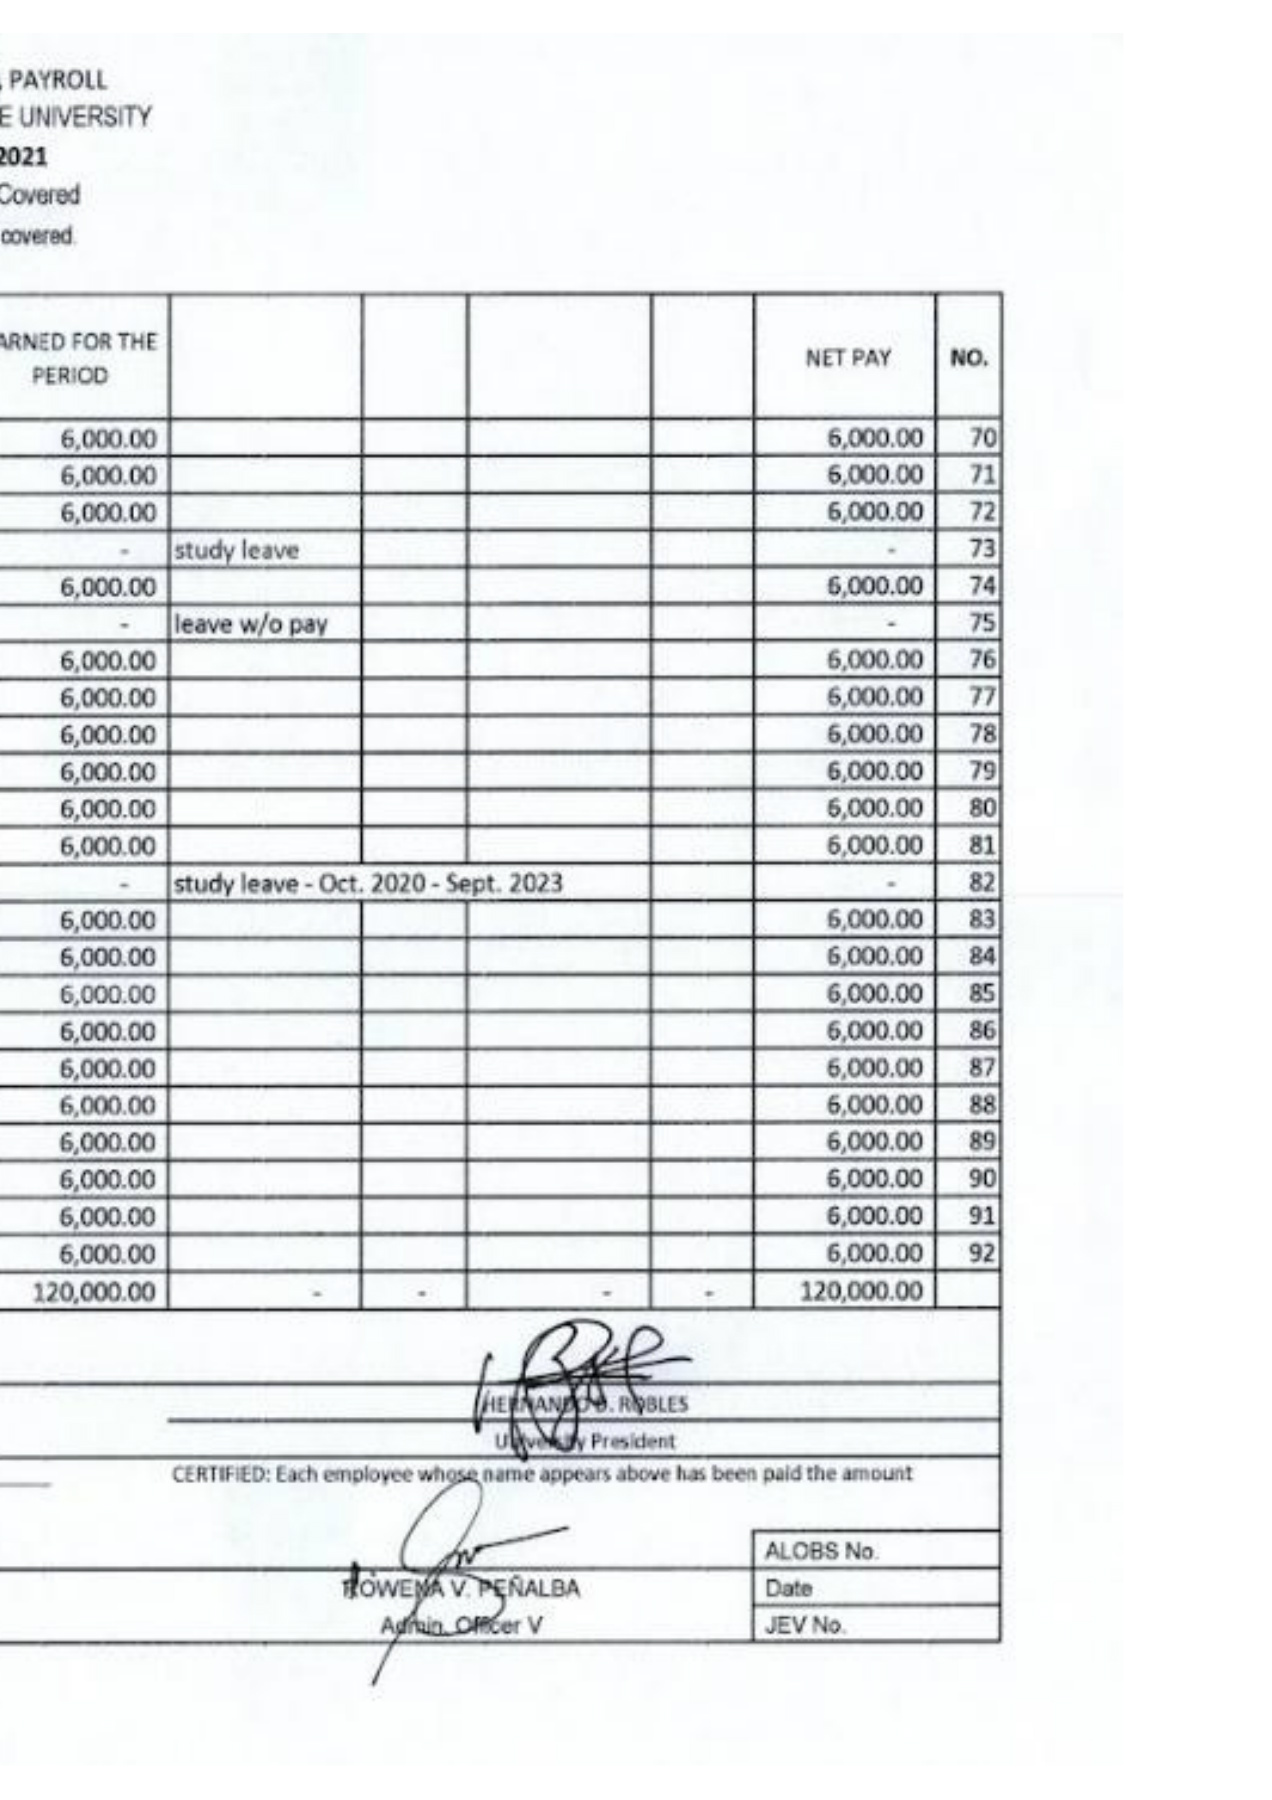 , PAYROLL
E UNIVERSITY
2021
Covered
covered.
ARNED FOR THE PERIOD NET PAY NO.
6,000.00 6,000.00 70
6,000.00 6,000.00 71
6,000.00 6,000.00 72
- study leave - 73
6,000.00 6,000.00 74
- leave w/o pay - 75
6,000.00 6,000.00 76
6,000.00 6,000.00 77
6,000.00 6,000.00 78
6,000.00 6,000.00 79
6,000.00 6,000.00 80
6,000.00 6,000.00 81
- study leave - Oct. 2020 - Sept. 2023 - 82
6,000.00 6,000.00 83
6,000.00 6,000.00 84
6,000.00 6,000.00 85
6,000.00 6,000.00 86
6,000.00 6,000.00 87
6,000.00 6,000.00 88
6,000.00 6,000.00 89
6,000.00 6,000.00 90
6,000.00 6,000.00 91
6,000.00 6,000.00 92
120,000.00 - - - - 120,000.00
HERNANDO D. ROBLES
University President
CERTIFIED: Each employee whose name appears above has been paid the amount
ALOBS No.
ROWENA V. PEÑALBA Date
Admin. Officer V JEV No.